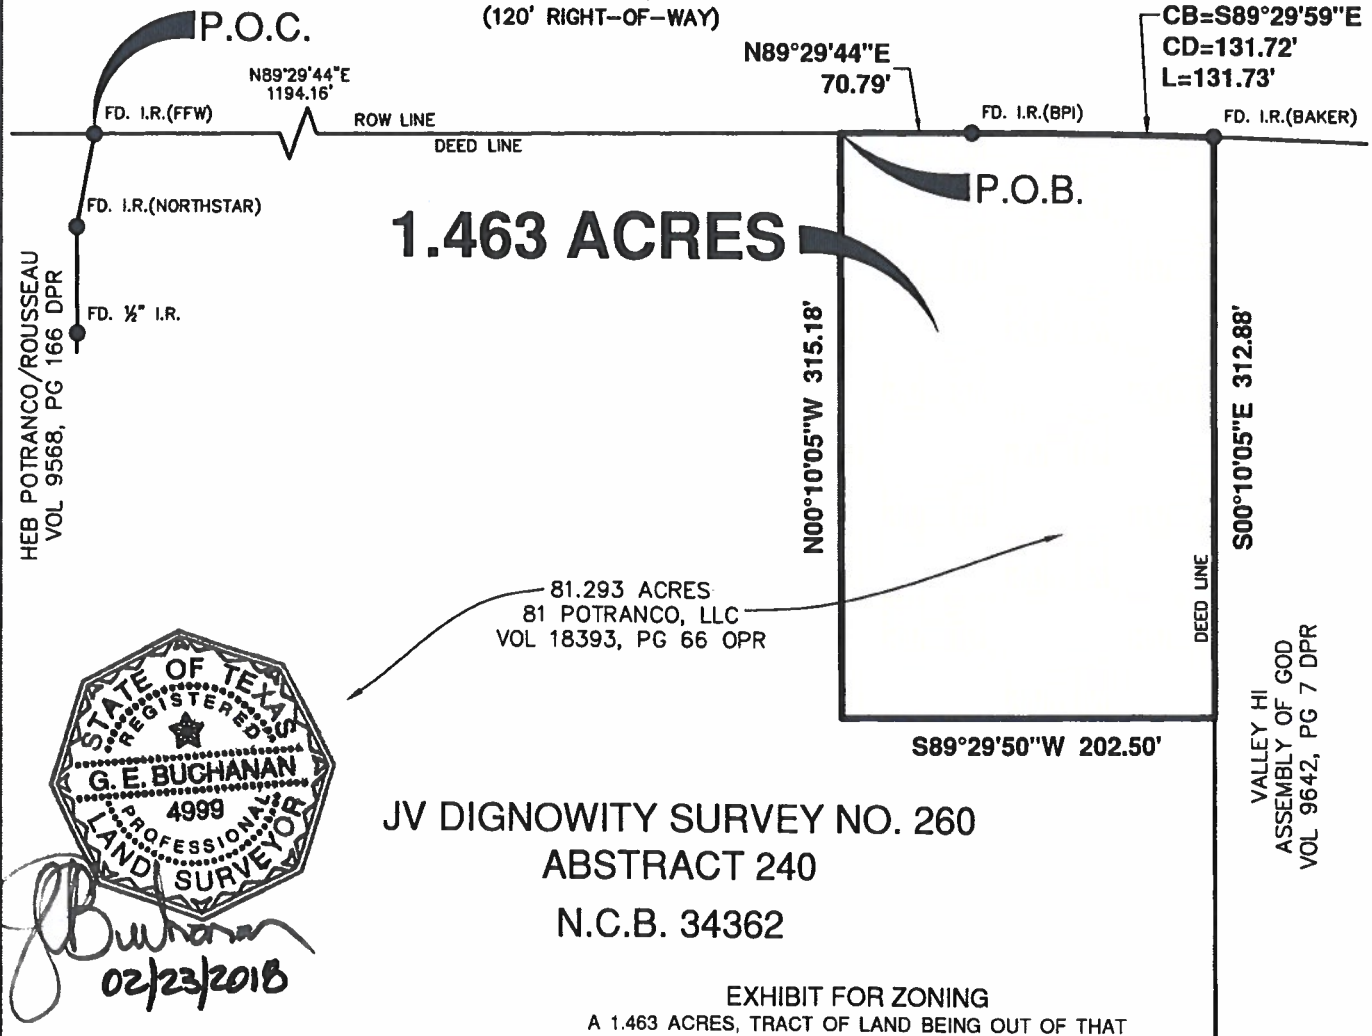 (120' RIGHT-OF-WAY)
P.O.C.
N89°29'44"E
1194.16'
N89°29'44"E
70.79'
CB=S89°29'59"E
CD=131.72'
L=131.73'
FD. I.R.(FFW)
ROW LINE
DEED LINE
FD. I.R.(BPI)
FD. I.R.(BAKER)
P.O.B.
FD. I.R.(NORTHSTAR)
1.463 ACRES
FD. ½" I.R.
HEB POTRANCO/ROUSSEAU
VOL 9568, PG 166 DPR
N00°10'05"W 315.18'
S00°10'05"E 312.88'
DEED LINE
81.293 ACRES
81 POTRANCO, LLC
VOL 18393, PG 66 OPR
VALLEY HI
ASSEMBLY OF GOD
VOL 9642, PG 7 DPR
S89°29'50"W 202.50'
STATE OF TEXAS
REGISTERED
G. E. BUCHANAN
4999
PROFESSIONAL
LAND SURVEYOR
JV DIGNOWITY SURVEY NO. 260
ABSTRACT 240
N.C.B. 34362
Buchanan
02/23/2018
EXHIBIT FOR ZONING
A 1.463 ACRES, TRACT OF LAND BEING OUT OF THAT